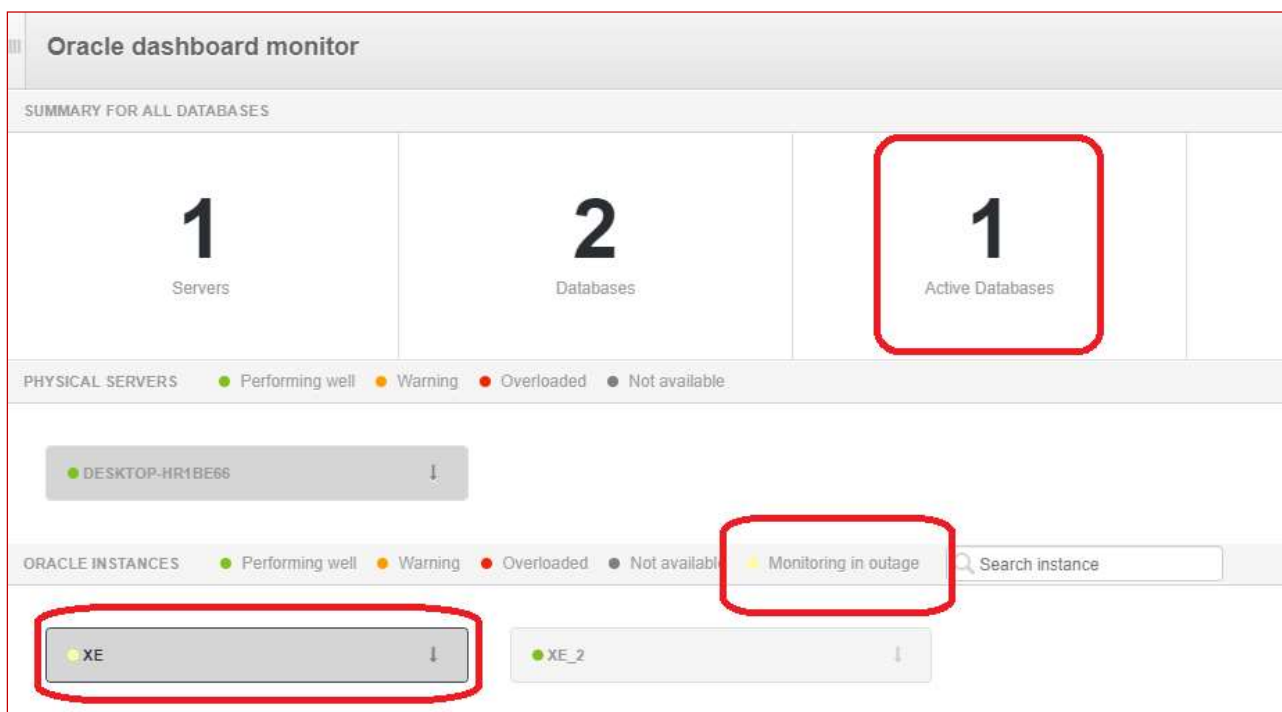 Oracle dashboard monitor
SUMMARY FOR ALL DATABASES
1
Servers
2
Databases
1
Active Databases
PHYSICAL SERVERS Performing well Warning Overloaded Not available
DESKTOP-HR1BE66
ORACLE INSTANCES Performing well Warning Overloaded Not available Monitoring in outage Search instance
XE XE_2